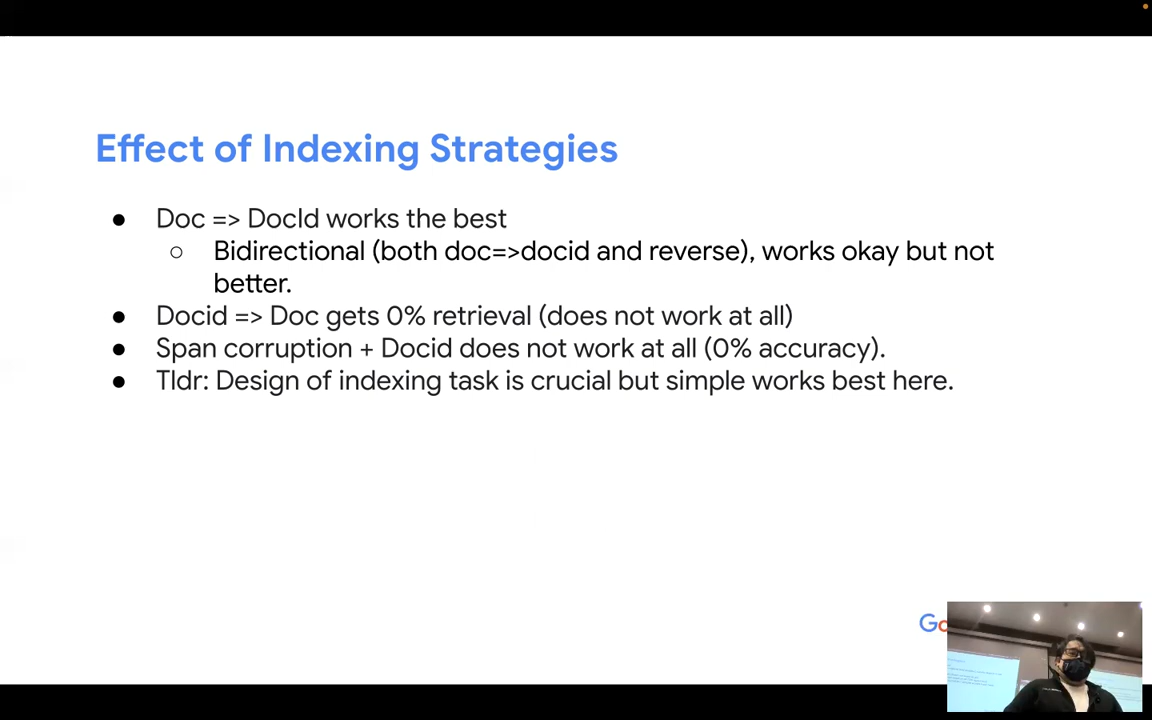 Effect of Indexing Strategies
● Doc => DocId works the best
○ Bidirectional (both doc=>docid and reverse), works okay but not
better.
● Docid => Doc gets 0% retrieval (does not work at all)
● Span corruption + Docid does not work at all (0% accuracy).
● Tldr: Design of indexing task is crucial but simple works best here.
Go